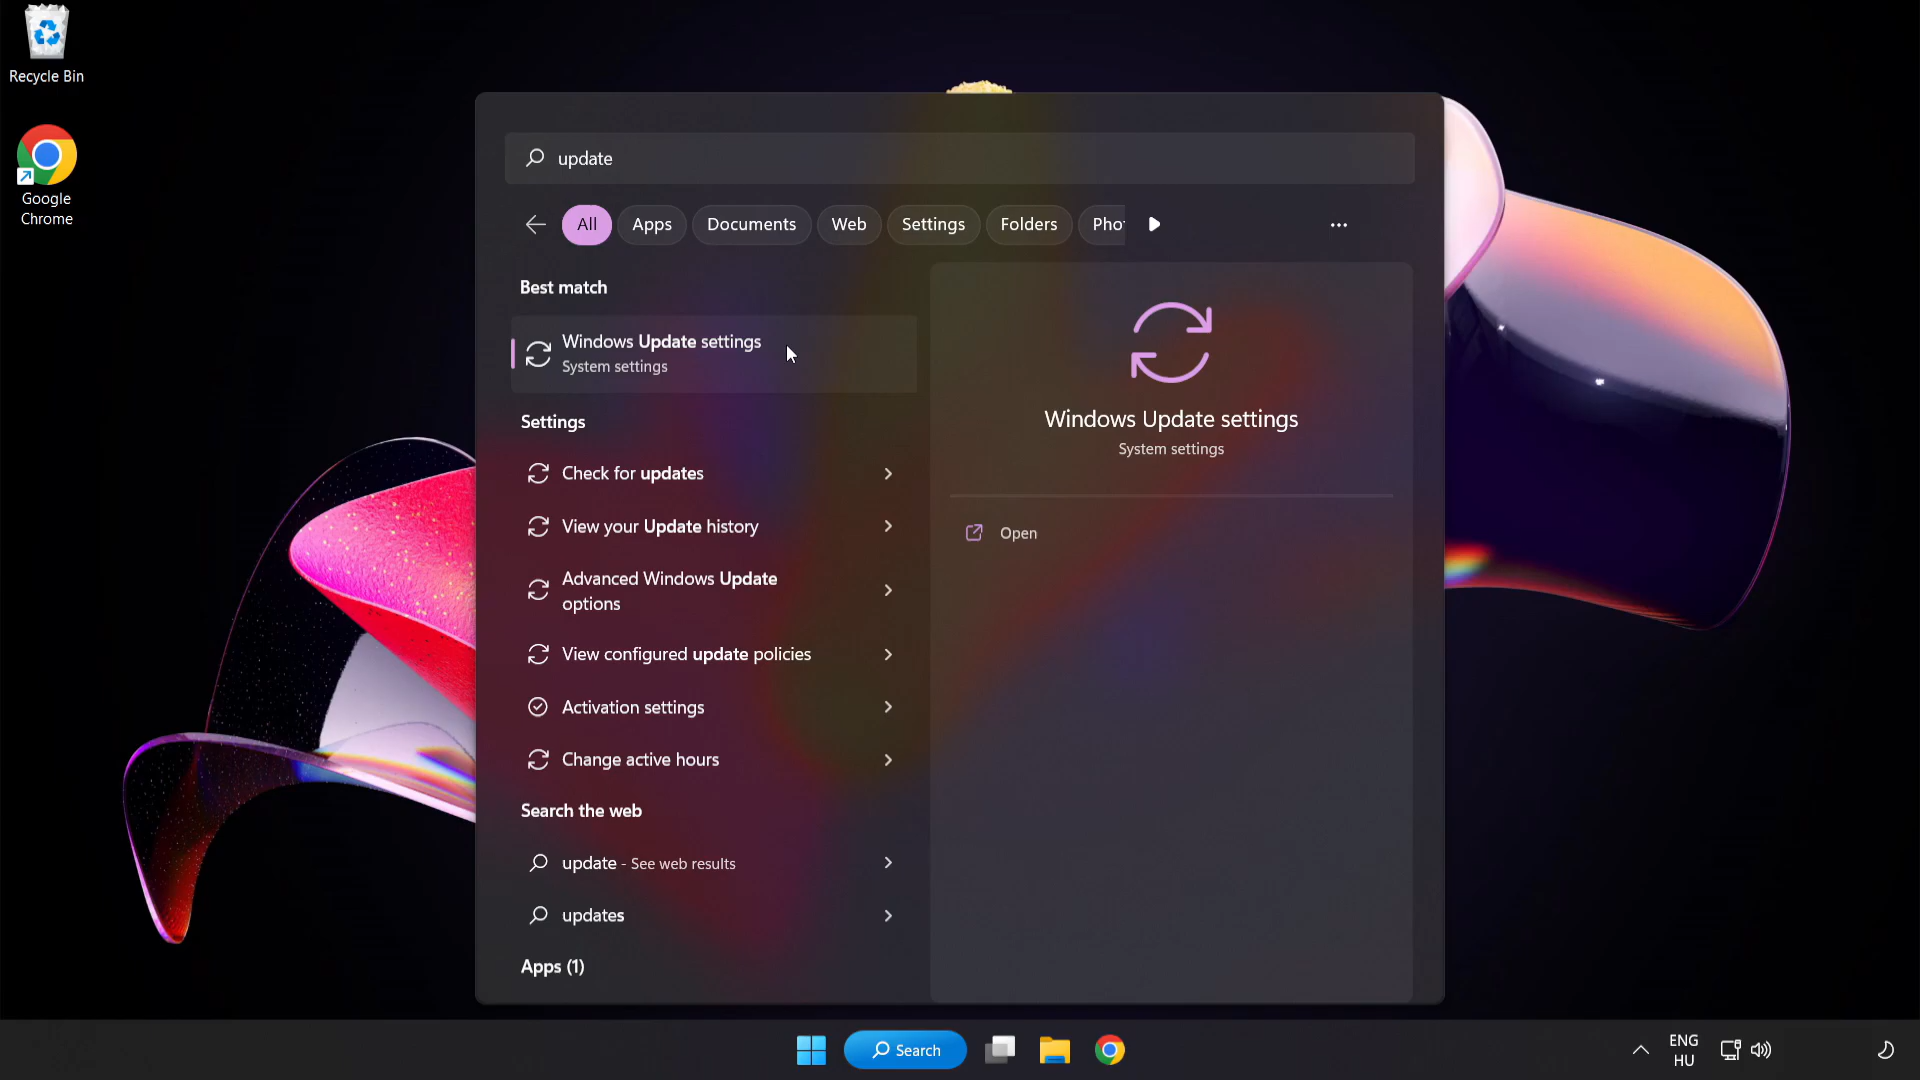 Recycle Bin
Google
Chrome
update
All
Apps
Documents
Web
Settings
Folders
Best match
Windows Update settings
System settings
Settings
Check for updates
View your Update history
Advanced Windows Update
options
View configured update policies
Activation settings
Change active hours
Search the web
update - See web results
updates
Apps (1)
Windows Update settings
System settings
Open
Search
ENG
HU